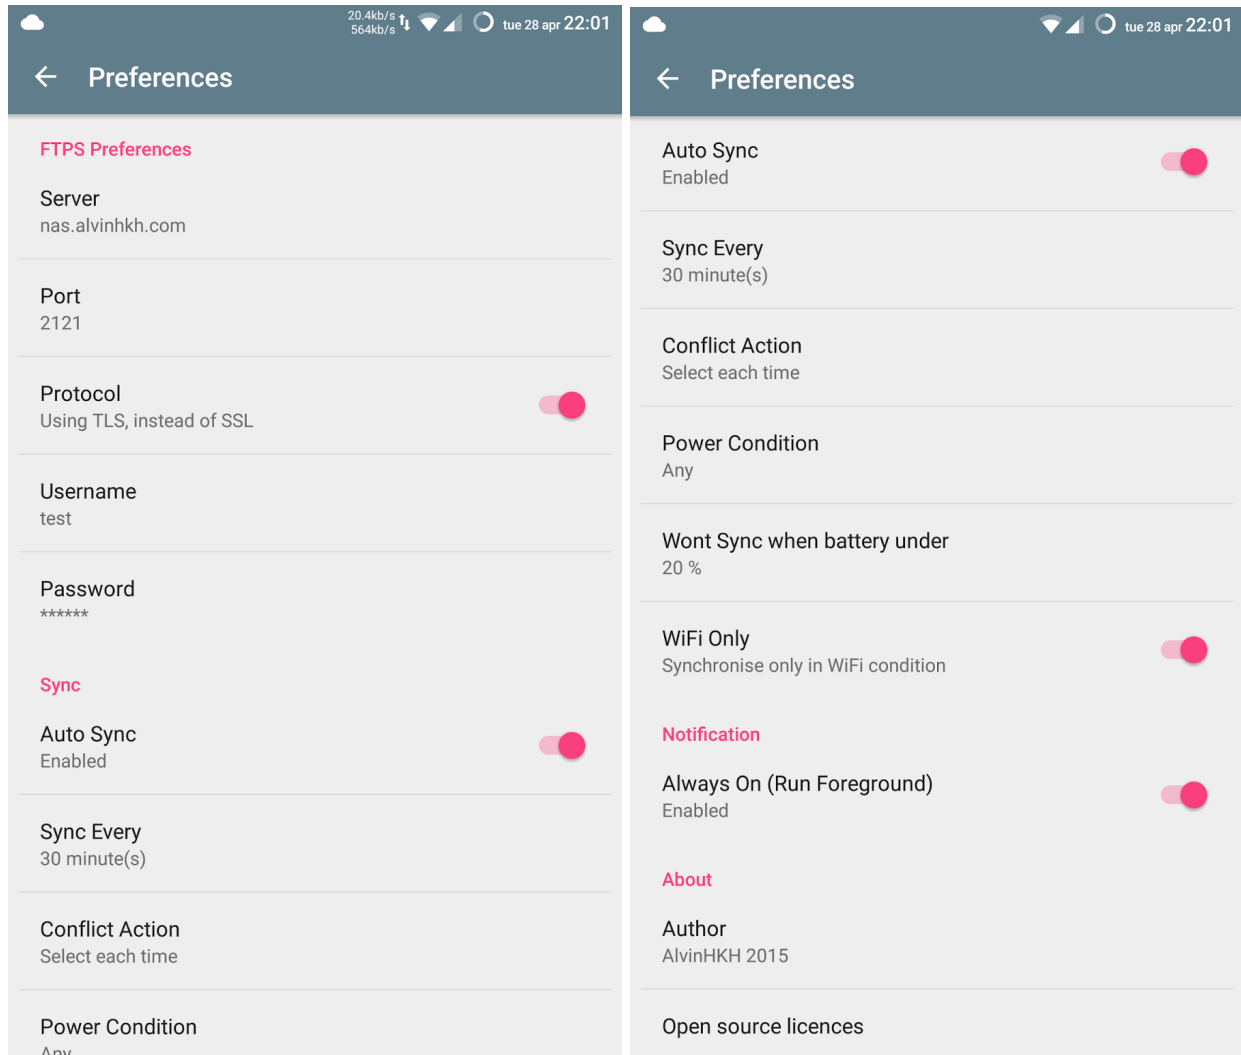 20.4kb/s
564kb/s
tue 28 apr 22:01
Preferences
FTPS Preferences
Server
nas.alvinhkh.com
Port
2121
Protocol
Using TLS, instead of SSL
Username
test
Password
******
Sync
Auto Sync
Enabled
Sync Every
30 minute(s)
Conflict Action
Select each time
Power Condition
Any
tue 28 apr 22:01
Preferences
Auto Sync
Enabled
Sync Every
30 minute(s)
Conflict Action
Select each time
Power Condition
Any
Wont Sync when battery under
20 %
WiFi Only
Synchronise only in WiFi condition
Notification
Always On (Run Foreground)
Enabled
About
Author
AlvinHKH 2015
Open source licences